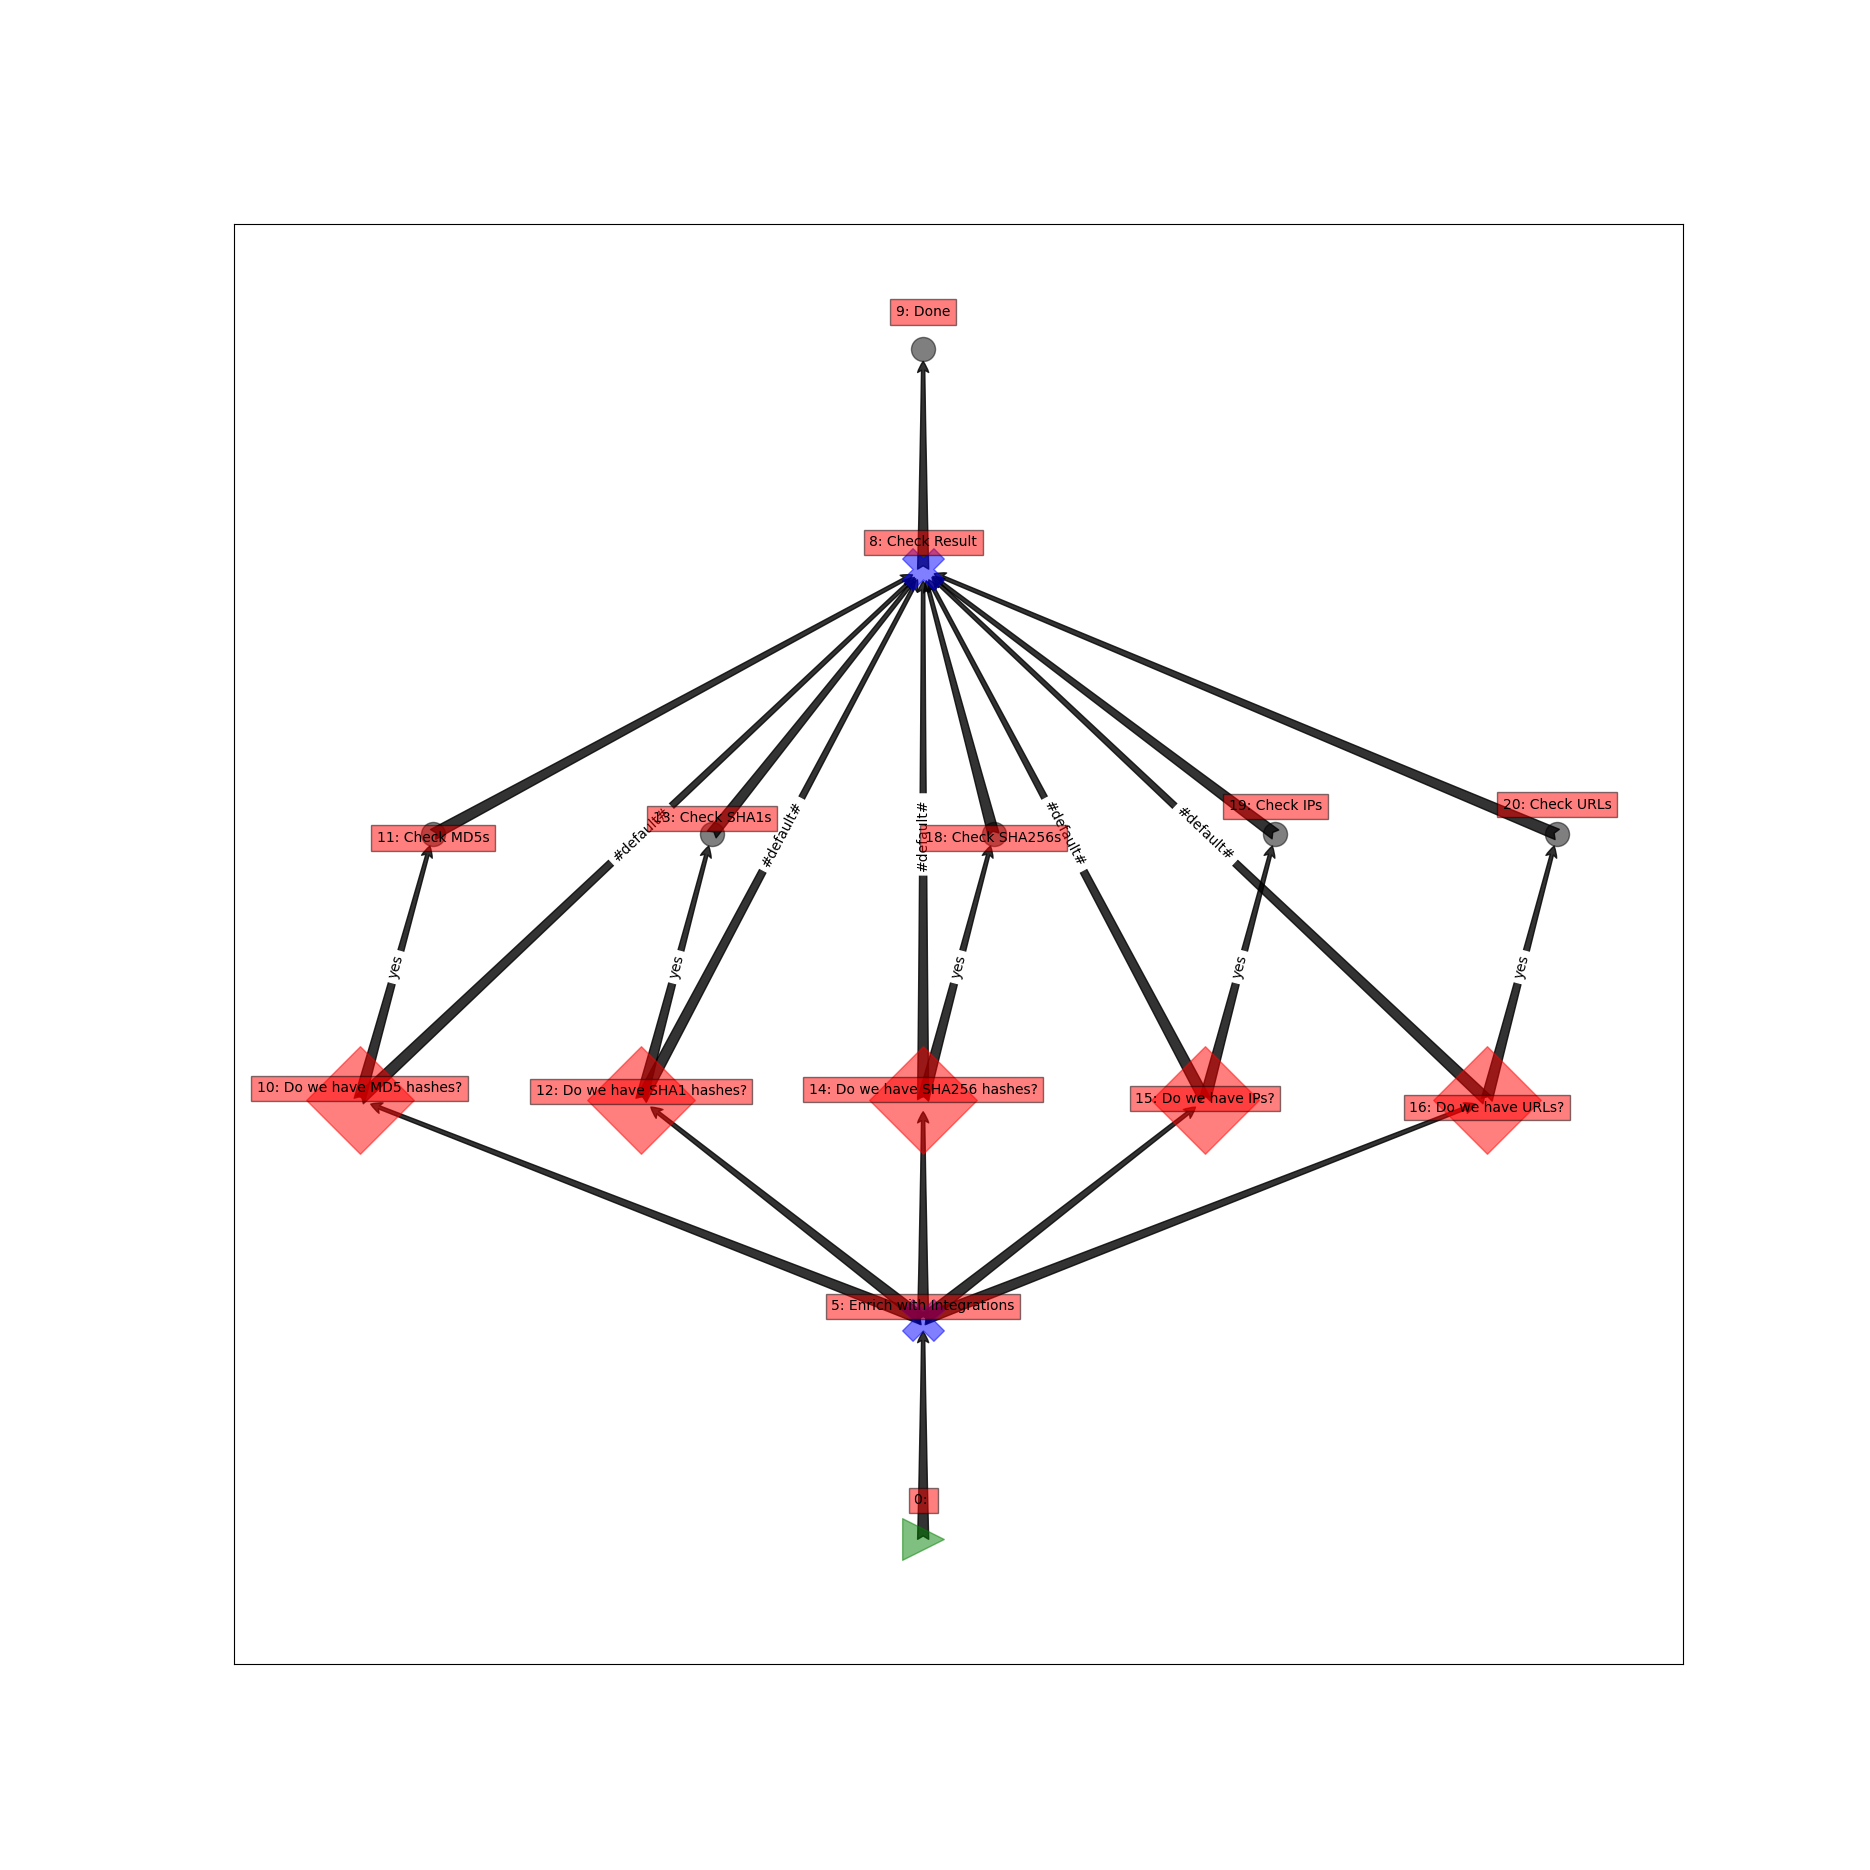 9: Done
8: Check Result
20: Check URLs
19: Check IPs
13: Check SHA1s
11: Check MD5s
18: Check SHA256s
#default#
#default#
#default#
#default#
#default#
yes
yes
yes
yes
yes
10: Do we have MD5 hashes?
12: Do we have SHA1 hashes?
14: Do we have SHA256 hashes?
15: Do we have IPs?
16: Do we have URLs?
5: Enrich with Integrations
0: